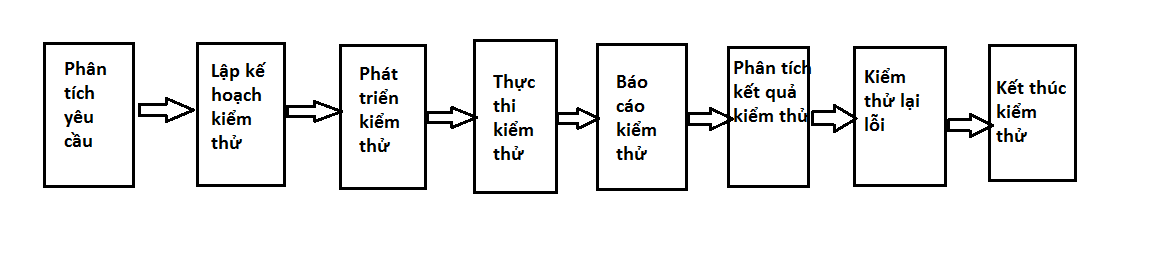 Phân
tích
yêu
cầu
Lập kế
hoạch
kiểm
thử
Phát
triển
kiểm
thử
Thực
thi
kiểm
thử
Báo
cáo
kiểm
thử
Phân tích
kết quả
kiểm thử
Kiểm
thử lại
lỗi
Kết thúc
kiểm
thử